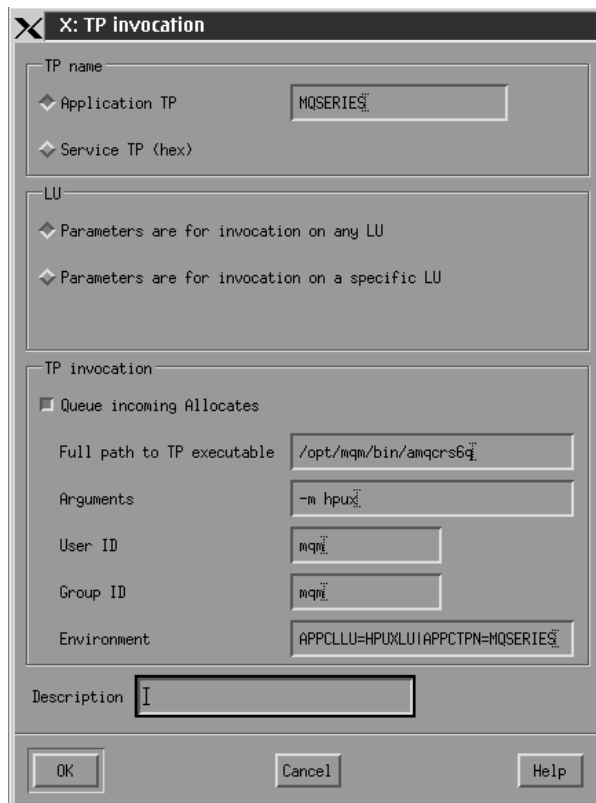 X: TP invocation
TP name
Application TP MQSERIES
Service TP (hex)
LU
Parameters are for invocation on any LU
Parameters are for invocation on a specific LU
TP invocation
Queue incoming Allocates
Full path to TP executable /opt/mqm/bin/amqcrs6a
Arguments -m hpux
User ID mqm
Group ID mqm
Environment APPCLLU=HPUXLU|APPCTPN=MQSERIES
Description
OK Cancel Help